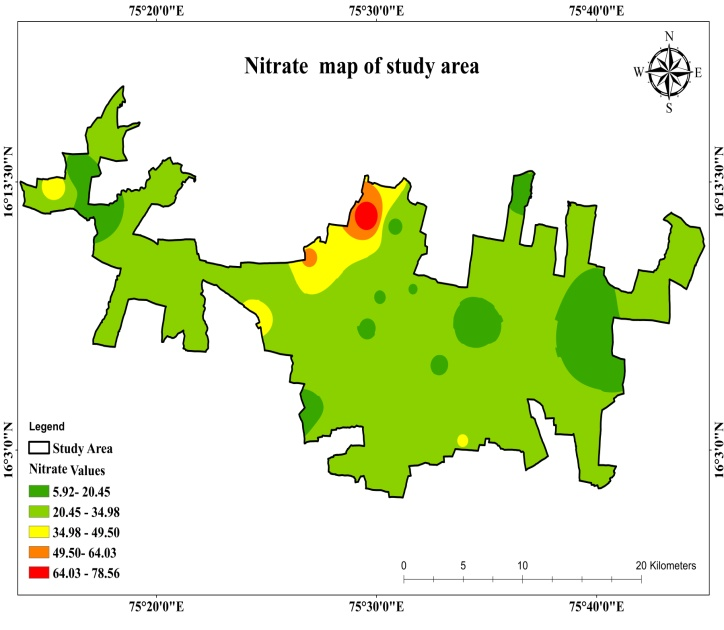 75°20'0"E 75°30'0"E 75°40'0"E
Nitrate map of study area
N
W E
S
16°13'30"N 16°13'30"N
16°3'0"N 16°3'0"N
Legend
Study Area
Nitrate Values
5.92- 20.45
20.45 - 34.98
34.98 - 49.50
49.50- 64.03
64.03 - 78.56
0 5 10 20 Kilometers
75°20'0"E 75°30'0"E 75°40'0"E